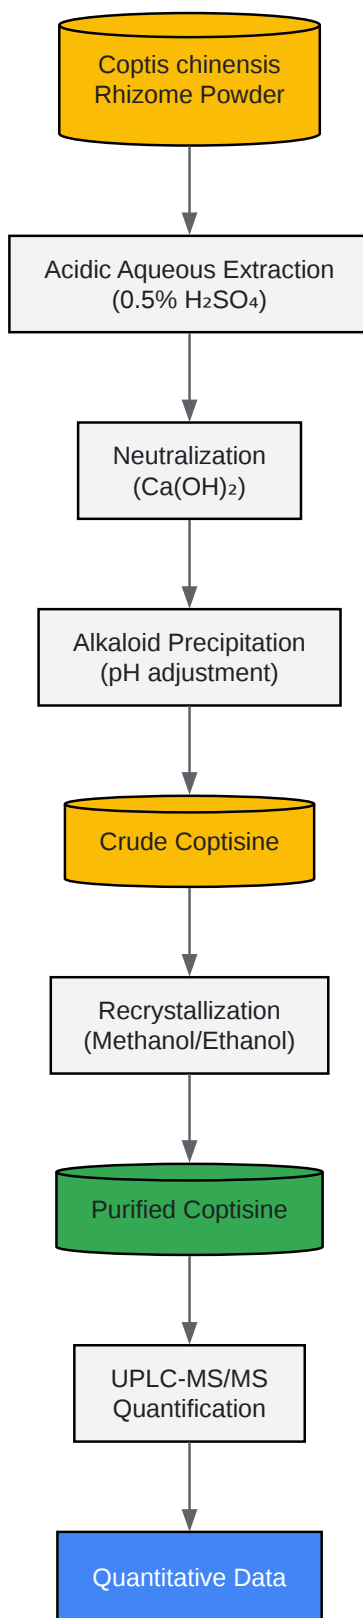 Coptis chinensis
Rhizome Powder
Acidic Aqueous Extraction
(0.5% H₂SO₄)
Neutralization
(Ca(OH)₂)
Alkaloid Precipitation
(pH adjustment)
Crude Coptisine
Recrystallization
(Methanol/Ethanol)
Purified Coptisine
UPLC-MS/MS
Quantification
Quantitative Data